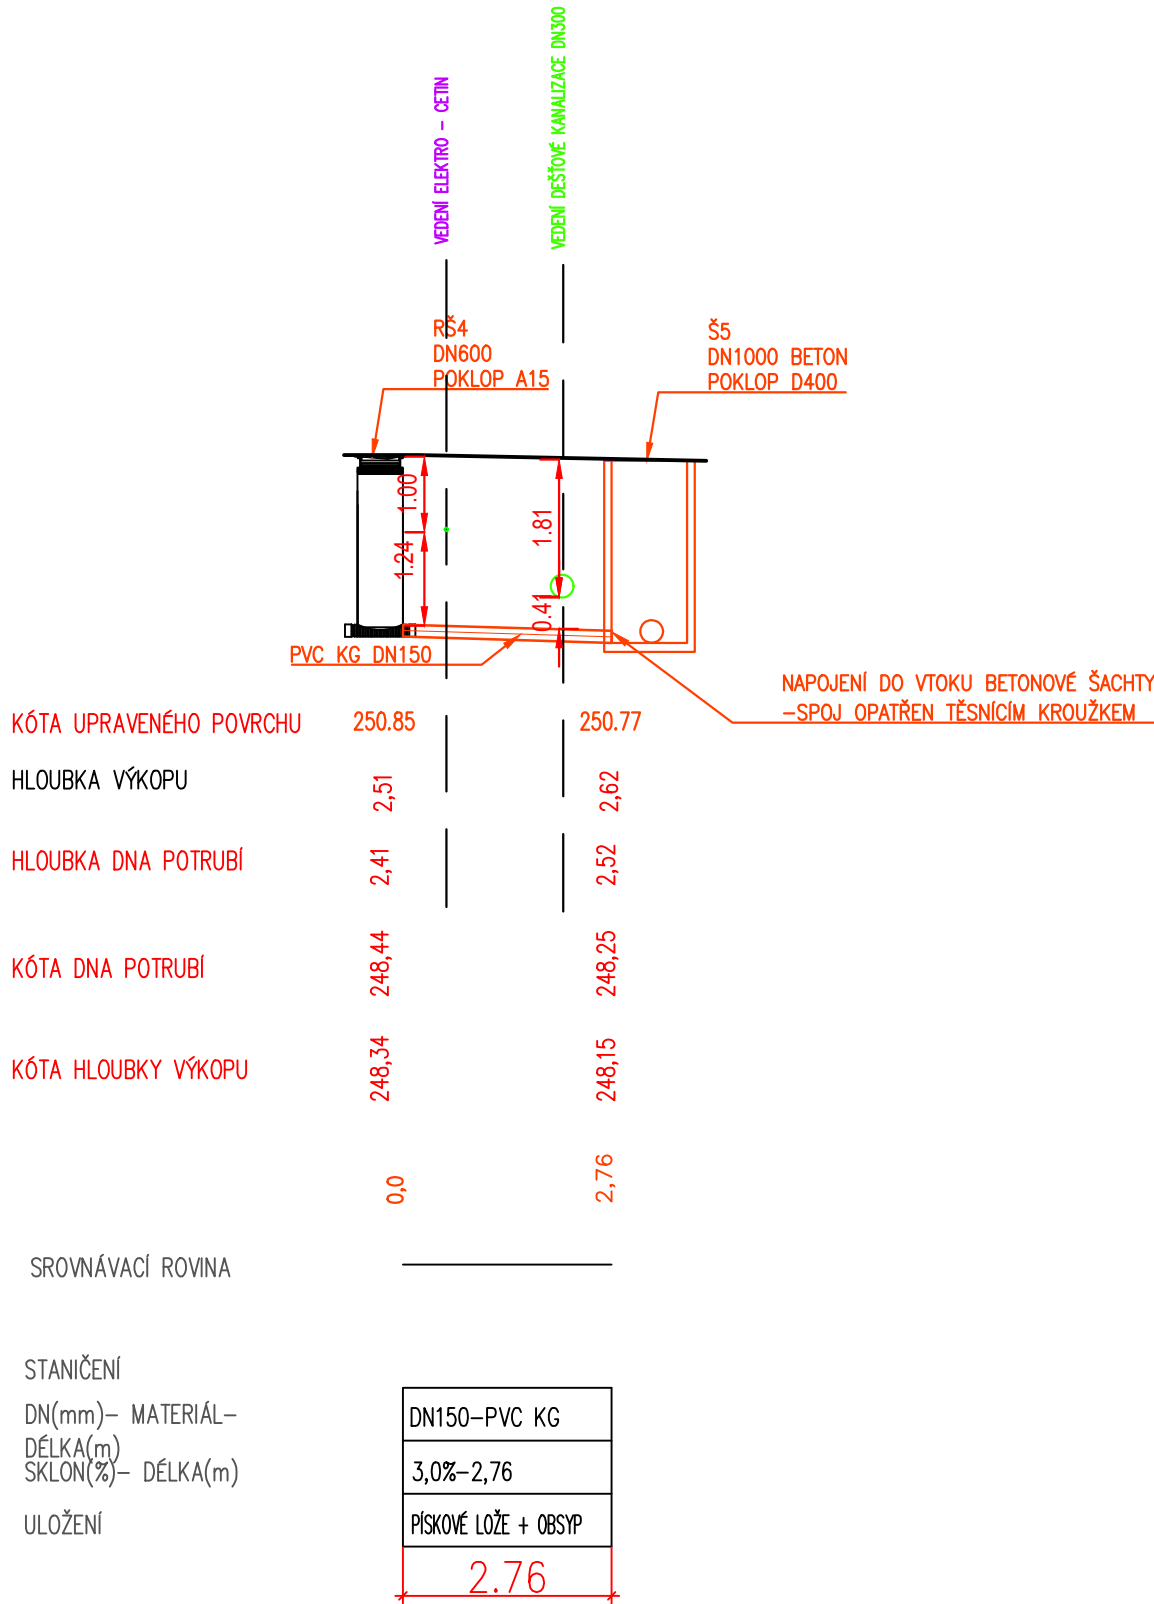 VEDENÍ ELEKTRO - CETIN
VEDENÍ DEŠŤOVÉ KANALIZACE DN300
RŠ4
DN600
POKLOP A15
Š5
DN1000 BETON
POKLOP D400
1.00
1.24
1.81
0.41
PVC KG DN150
NAPOJENÍ DO VTOKU BETONOVÉ ŠACHTY
-SPOJ OPATŘEN TĚSNÍCÍM KROUŽKEM
KÓTA UPRAVENÉHO POVRCHU 250.85 250.77
HLOUBKA VÝKOPU 2,51 2,62
HLOUBKA DNA POTRUBÍ 2,41 2,52
KÓTA DNA POTRUBÍ 248,44 248,25
KÓTA HLOUBKY VÝKOPU 248,34 248,15
0,0 2,76
SROVNÁVACÍ ROVINA
STANIČENÍ
DN(mm)- MATERIÁL-
DÉLKA(m)
DN150-PVC KG
SKLON(%)- DÉLKA(m) 3,0%-2,76
ULOŽENÍ PÍSKOVÉ LOŽE + OBSYP
2.76